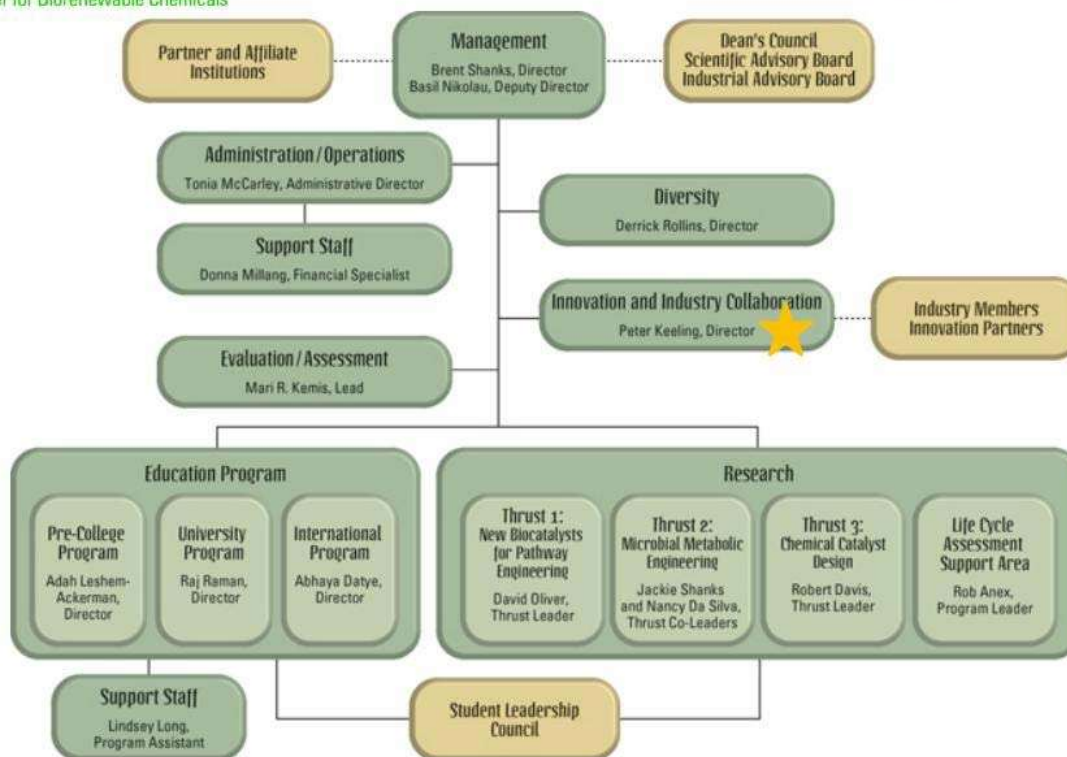 for Biorenewable Chemicals
Partner and Affiliate
Institutions
Management
Brent Shanks, Director
Basil Nikolau, Deputy Director
Dean's Council
Scientific Advisory Board
Industrial Advisory Board
Administration/Operations
Tonia McCarley, Administrative Director
Diversity
Derrick Rollins, Director
Support Staff
Donna Millang, Financial Specialist
Innovation and Industry Collaboration
Peter Keeling, Director
Industry Members
Innovation Partners
Evaluation/Assessment
Mari R. Kemis, Lead
Education Program
Pre-College
Program
Adah Leshem-
Ackerman,
Director
University
Program
Raj Raman,
Director
International
Program
Abhaya Datye,
Director
Research
Thrust 1:
New Biocatalysts
for Pathway
Engineering
David Oliver,
Thrust Leader
Thrust 2:
Microbial Metabolic
Engineering
Jackie Shanks
and Nancy Da Silva,
Thrust Co-Leaders
Thrust 3:
Chemical Catalyst
Design
Robert Davis,
Thrust Leader
Life Cycle
Assessment
Support Area
Rob Anex,
Program Leader
Support Staff
Lindsey Long,
Program Assistant
Student Leadership
Council